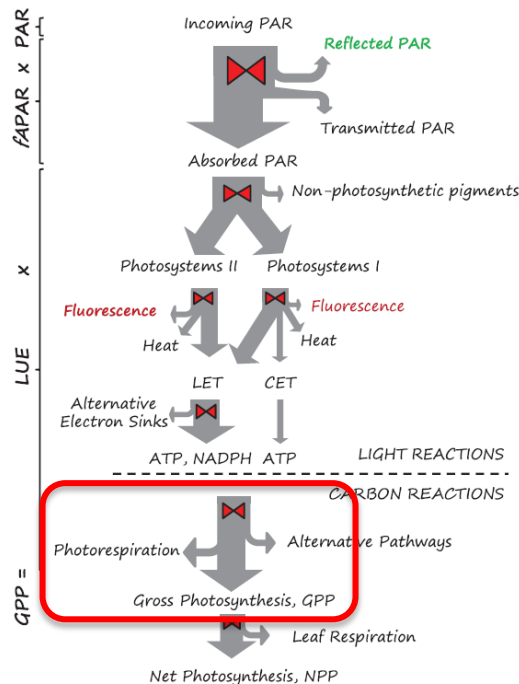 Incoming PAR
Reflected PAR
Transmitted PAR
Absorbed PAR
Non-photosynthetic pigments
Photosystems II
Photosystems I
Fluorescence
Fluorescence
Heat
Heat
LET
CET
Alternative
Electron Sinks
ATP, NADPH
ATP
LIGHT REACTIONS
CARBON REACTIONS
Photorespiration
Alternative Pathways
Gross Photosynthesis, GPP
Leaf Respiration
Net Photosynthesis, NPP
GPP = LUE x fAPAR x PAR